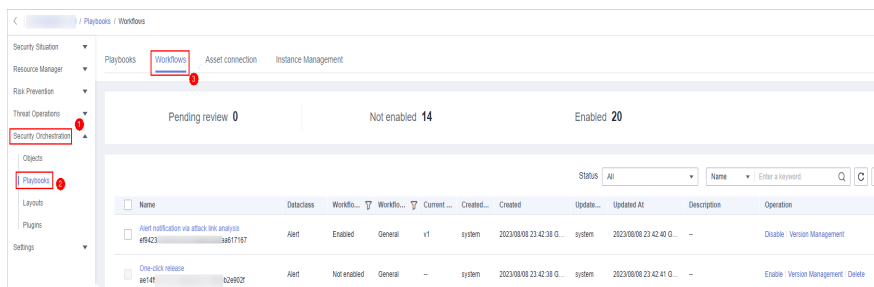 / Playbooks / Workflows
Security Situation
Resource Manager
Risk Prevention
Threat Operations
1
Security Orchestration
Objects
Playbooks 2
Layouts
Plugins
Settings
Playbooks Workflows Asset connection Instance Management
3
Pending review 0 Not enabled 14 Enabled 20
Status All Name Enter a keyword. C
Name Dataclass Workflo... Workflo... Current ... Created... Created Update... Updated At Description Operation
Alert notification via attack link analysis
ef9423 aa617167
Alert Enabled General v1 system 2023/08/08 23:42:38 G... system 2023/08/08 23:42:40 G... -- Disable | Version Management
One-click release
ae14f b2e902f
Alert Not enabled General -- system 2023/08/08 23:42:38 G... system 2023/08/08 23:42:41 G... -- Enable | Version Management | Delete